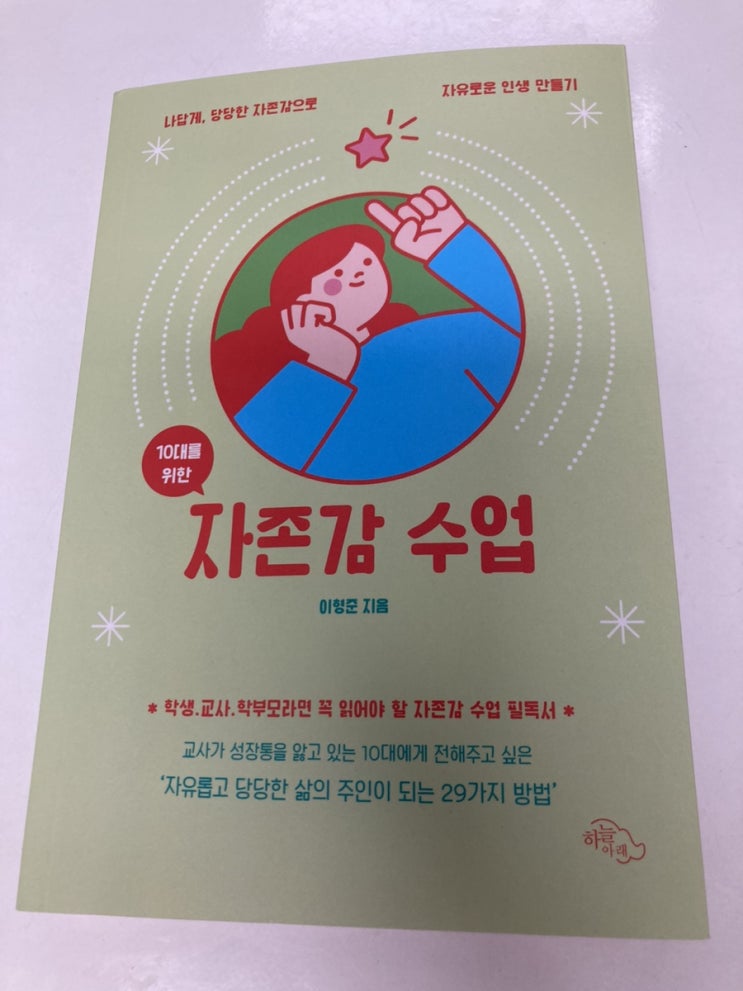 나답게, 당당한 자존감으로
자유로운 인생 만들기
10대를
위한
자존감 수업
이형준 지음
* 학생.교사.학부모라면 꼭 읽어야 할 자존감 수업 필독서 *
교사가 성장통을 앓고 있는 10대에게 전해주고 싶은
‘자유롭고 당당한 삶의 주인이 되는 29가지 방법’
하늘
아래